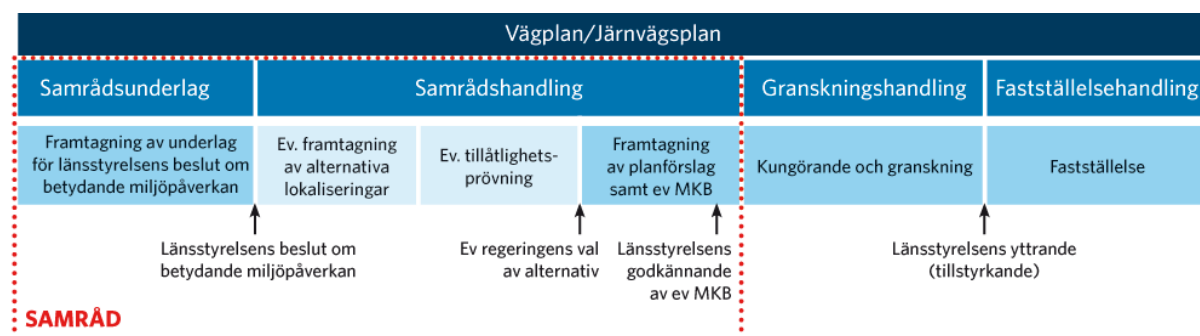 Vägplan/Järnvägsplan
Samrådsunderlag
Samrådshandling
Granskningshandling
Fastställelsehandling
Framtagning av underlag
för länsstyrelsens beslut om
betydande miljöpåverkan
Ev. framtagning
av alternativa
lokaliseringar
Ev. tillåtlighets-
prövning
Framtagning
av planförslag
samt ev MKB
Kungörande och granskning
Fastställelse
Länsstyrelsens beslut om
betydande miljöpåverkan
Ev regeringens val
av alternativ
Länsstyrelsens
godkännande
av ev MKB
Länsstyrelsens yttrande
(tillstyrkande)
SAMRÅD